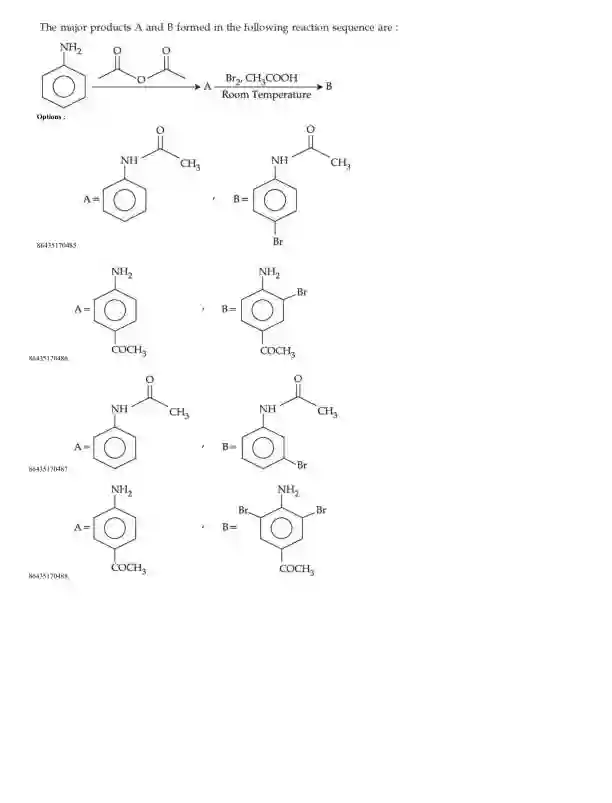 The major products A and B formed in the following reaction sequence are :
NH2
O O
O
A Br2, CH3COOH B
Room Temperature
Options :
O O
NH CH3 NH CH3
A = , B =
Br
86435170485
NH2 NH2
Br
A = , B =
COCH3 COCH3
86435170486
O O
NH CH3 NH CH3
A = , B =
Br
86435170487
NH2 NH2
Br Br
A = , B =
COCH3 COCH3
86435170488